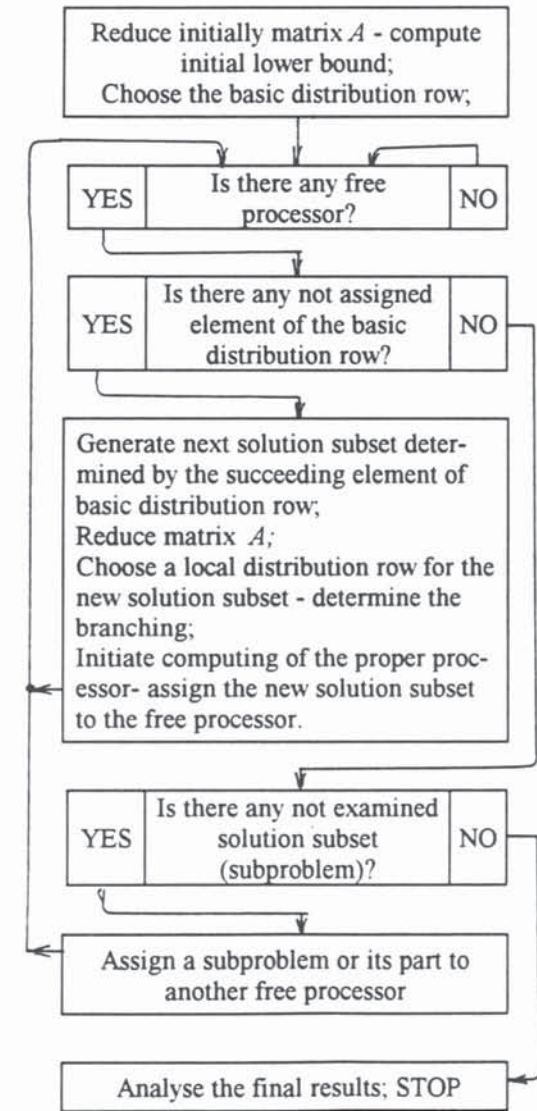 Reduce initially matrix A - compute
initial lower bound;
Choose the basic distribution row;
YES
Is there any free
processor?
NO
YES
Is there any not assigned
element of the basic
distribution row?
NO
Generate next solution subset deter-
mined by the succeeding element of
basic distribution row;
Reduce matrix A;
Choose a local distribution row for the
new solution subset - determine the
branching;
Initiate computing of the proper proc-
essor- assign the new solution subset
to the free processor.
YES
Is there any not examined
solution subset
(subproblem)?
NO
Assign a subproblem or its part to
another free processor
Analyse the final results; STOP